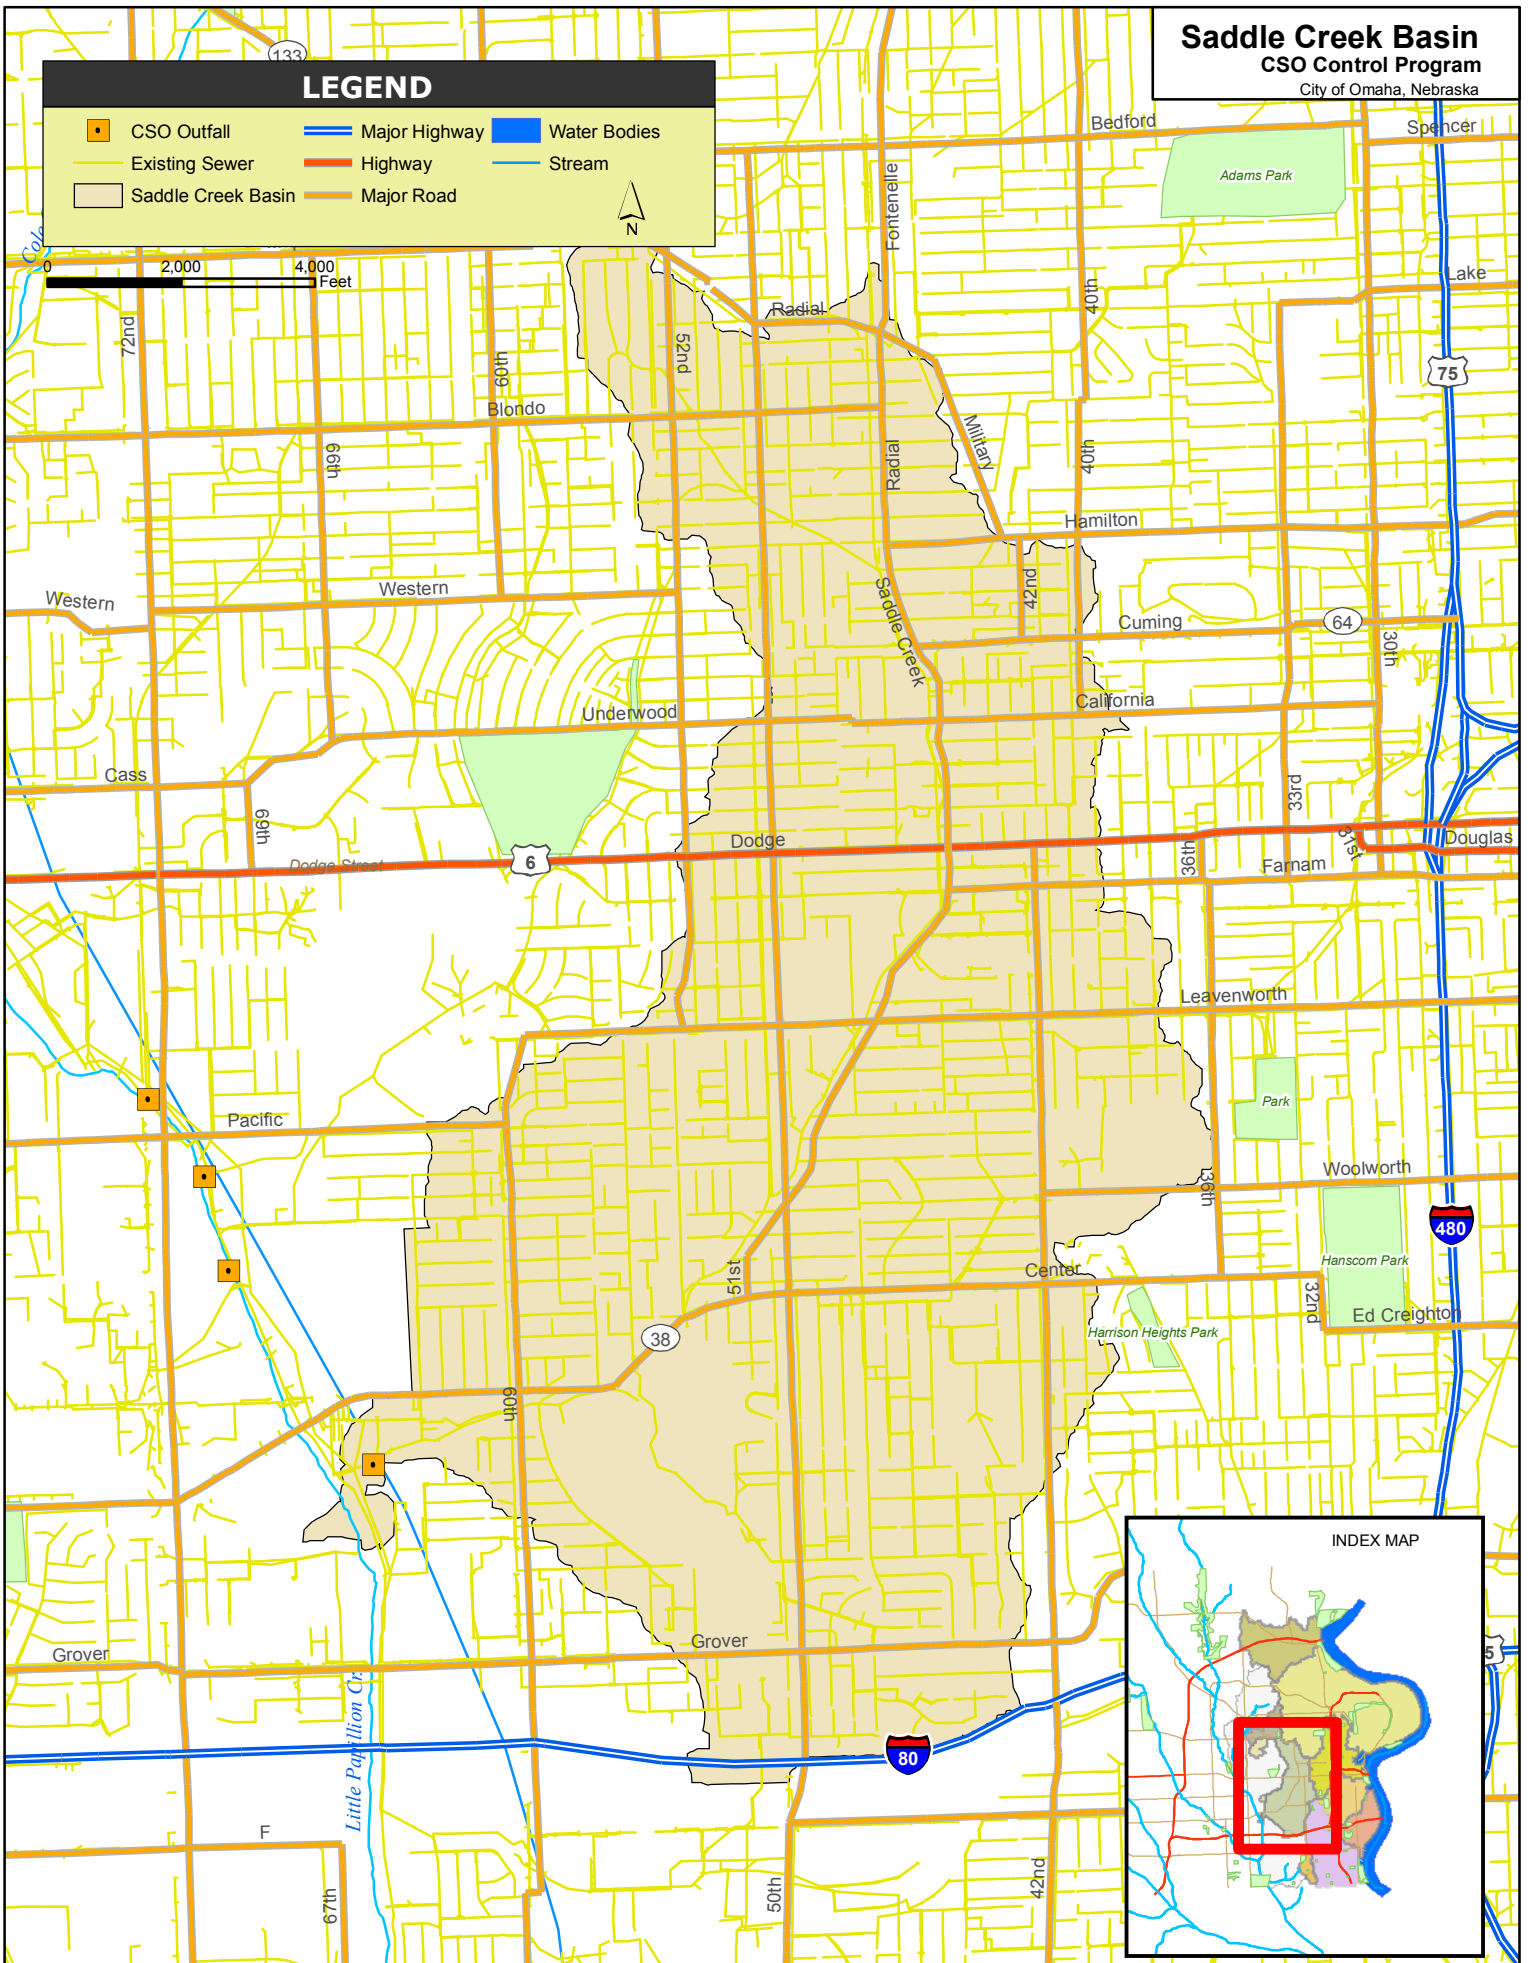 Saddle Creek Basin
CSO Control Program
City of Omaha, Nebraska
133
LEGEND
CSO Outfall
Major Highway
Water Bodies
Existing Sewer
Highway
Stream
Saddle Creek Basin
Major Road
N
0
2,000
4,000
Feet
Bedford
Spencer
Adams Park
Fontenelle
Cole
40th
Lake
72nd
Radial
52nd
60th
75
Blondo
69th
Radial
Military
40th
Hamilton
Western
Western
Saddle Creek
42nd
Cuming
64
30th
Underwood
California
Cass
69th
33rd
Dodge
31st
Douglas
Dodge Street
6
36th
Farnam
Leavenworth
Park
Pacific
Woolworth
36th
480
Hanscom Park
51st
Center
32nd
Ed Creighton
38
Harrison Heights Park
60th
INDEX MAP
Grover
Grover
5
Little Papillion Cr.
80
F
67th
50th
42nd